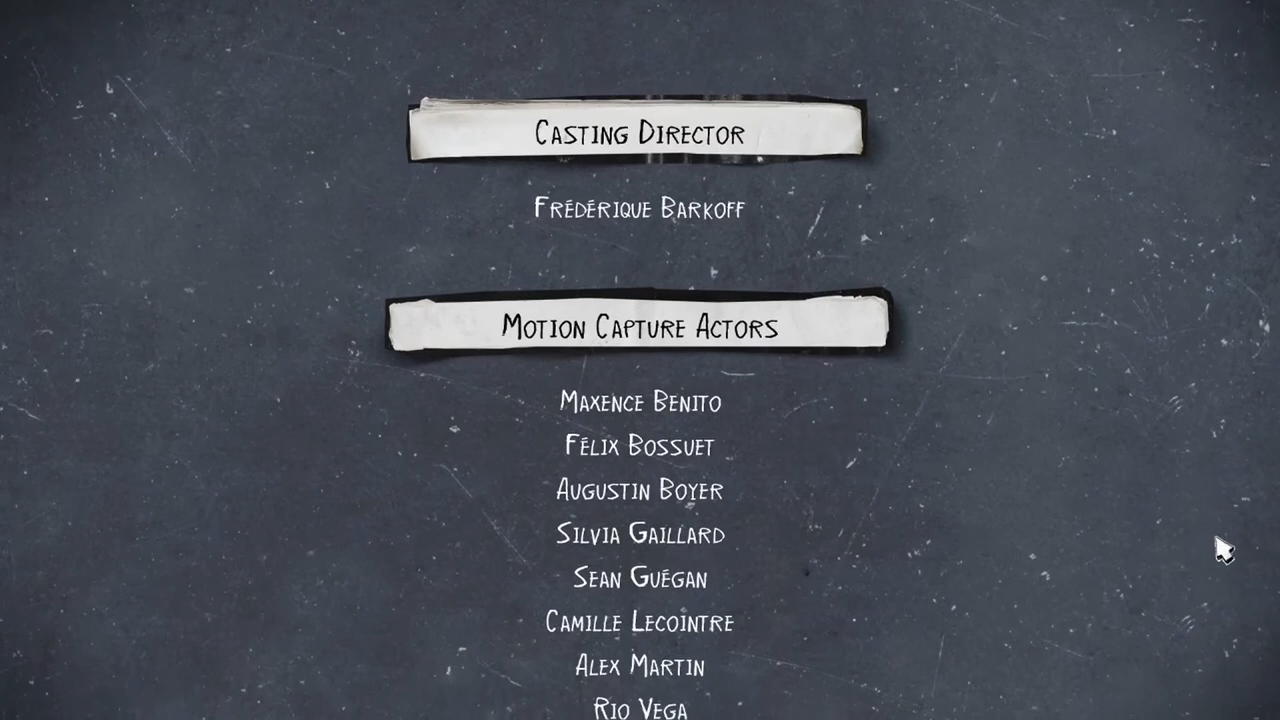 Casting Director
Frédérique Barkoff
Motion Capture Actors
Maxence Benito
Félix Bossuet
Augustin Boyer
Silvia Gaillard
Sean Guégan
Camille Lecointre
Alex Martin
Rio Vega